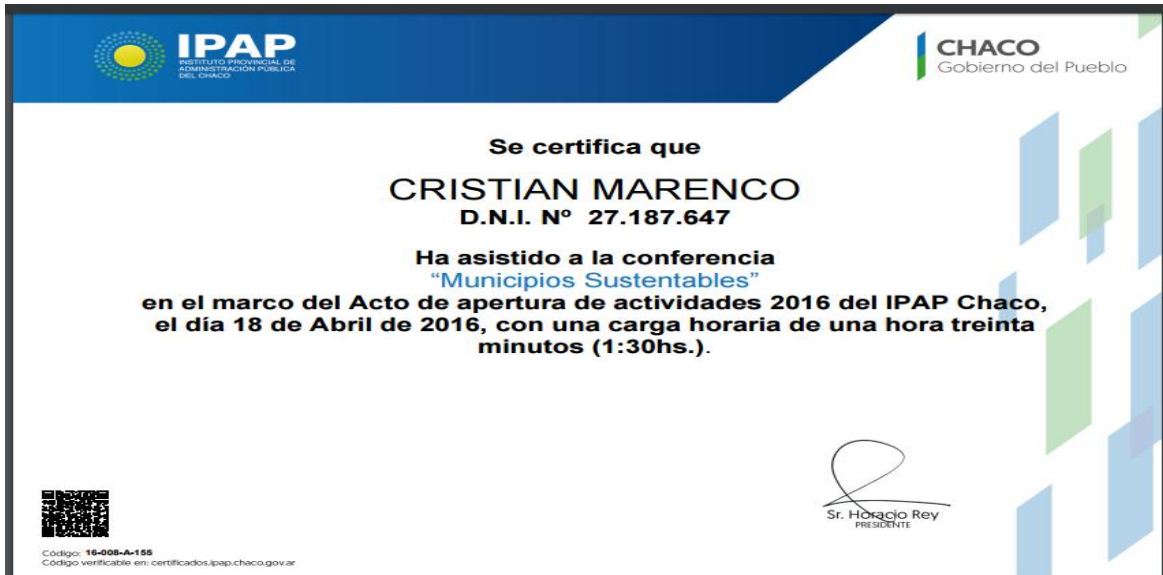 IPAP
INSTITUTO PROVINCIAL DE
ADMINISTRACIÓN PÚBLICA
DEL CHACO
CHACO
Gobierno del Pueblo
Se certifica que
CRISTIAN MARENCO
D.N.I. Nº 27.187.647
Ha asistido a la conferencia
“Municipios Sustentables”
en el marco del Acto de apertura de actividades 2016 del IPAP Chaco,
el día 18 de Abril de 2016, con una carga horaria de una hora treinta
minutos (1:30hs.).
Sr. Horacio Rey
PRESIDENTE
Código: 16-008-A-155
Código verificable en: certificados.ipap.chaco.gov.ar